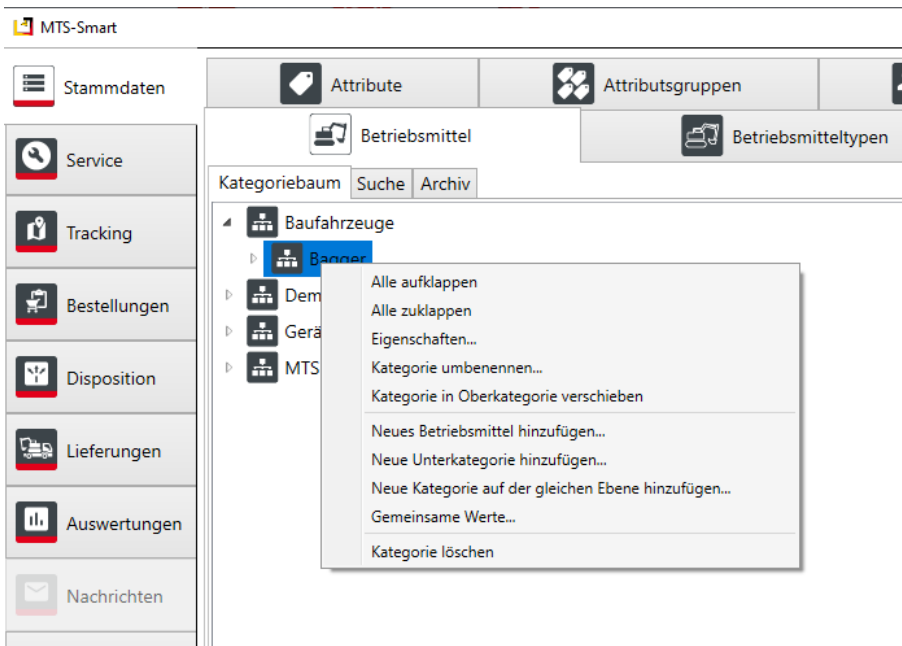 MTS-Smart
Stammdaten
Attribute
Attributsgruppen
Betriebsmittel
Betriebsmitteltypen
Service
Kategoriebaum
Suche
Archiv
Tracking
Baufahrzeuge
Bagger
Alle aufklappen
Bestellungen
Dem
Alle zuklappen
Gerä
Eigenschaften...
MTS
Kategorie umbenennen...
Disposition
Kategorie in Oberkategorie verschieben
Neues Betriebsmittel hinzufügen...
Lieferungen
Neue Unterkategorie hinzufügen...
Neue Kategorie auf der gleichen Ebene hinzufügen...
Auswertungen
Gemeinsame Werte...
Kategorie löschen
Nachrichten